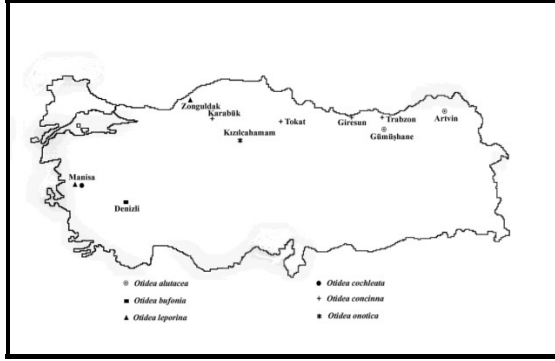 Zonguldak
Karabük
Tokat
Giresun
Trabzon
Artvin
Gümüşhane
Kızılcahamam
Manisa
Denizli
Otidea alutacea
Otidea cochleata
Otidea bufonia
Otidea concinna
Otidea leporina
Otidea onotica